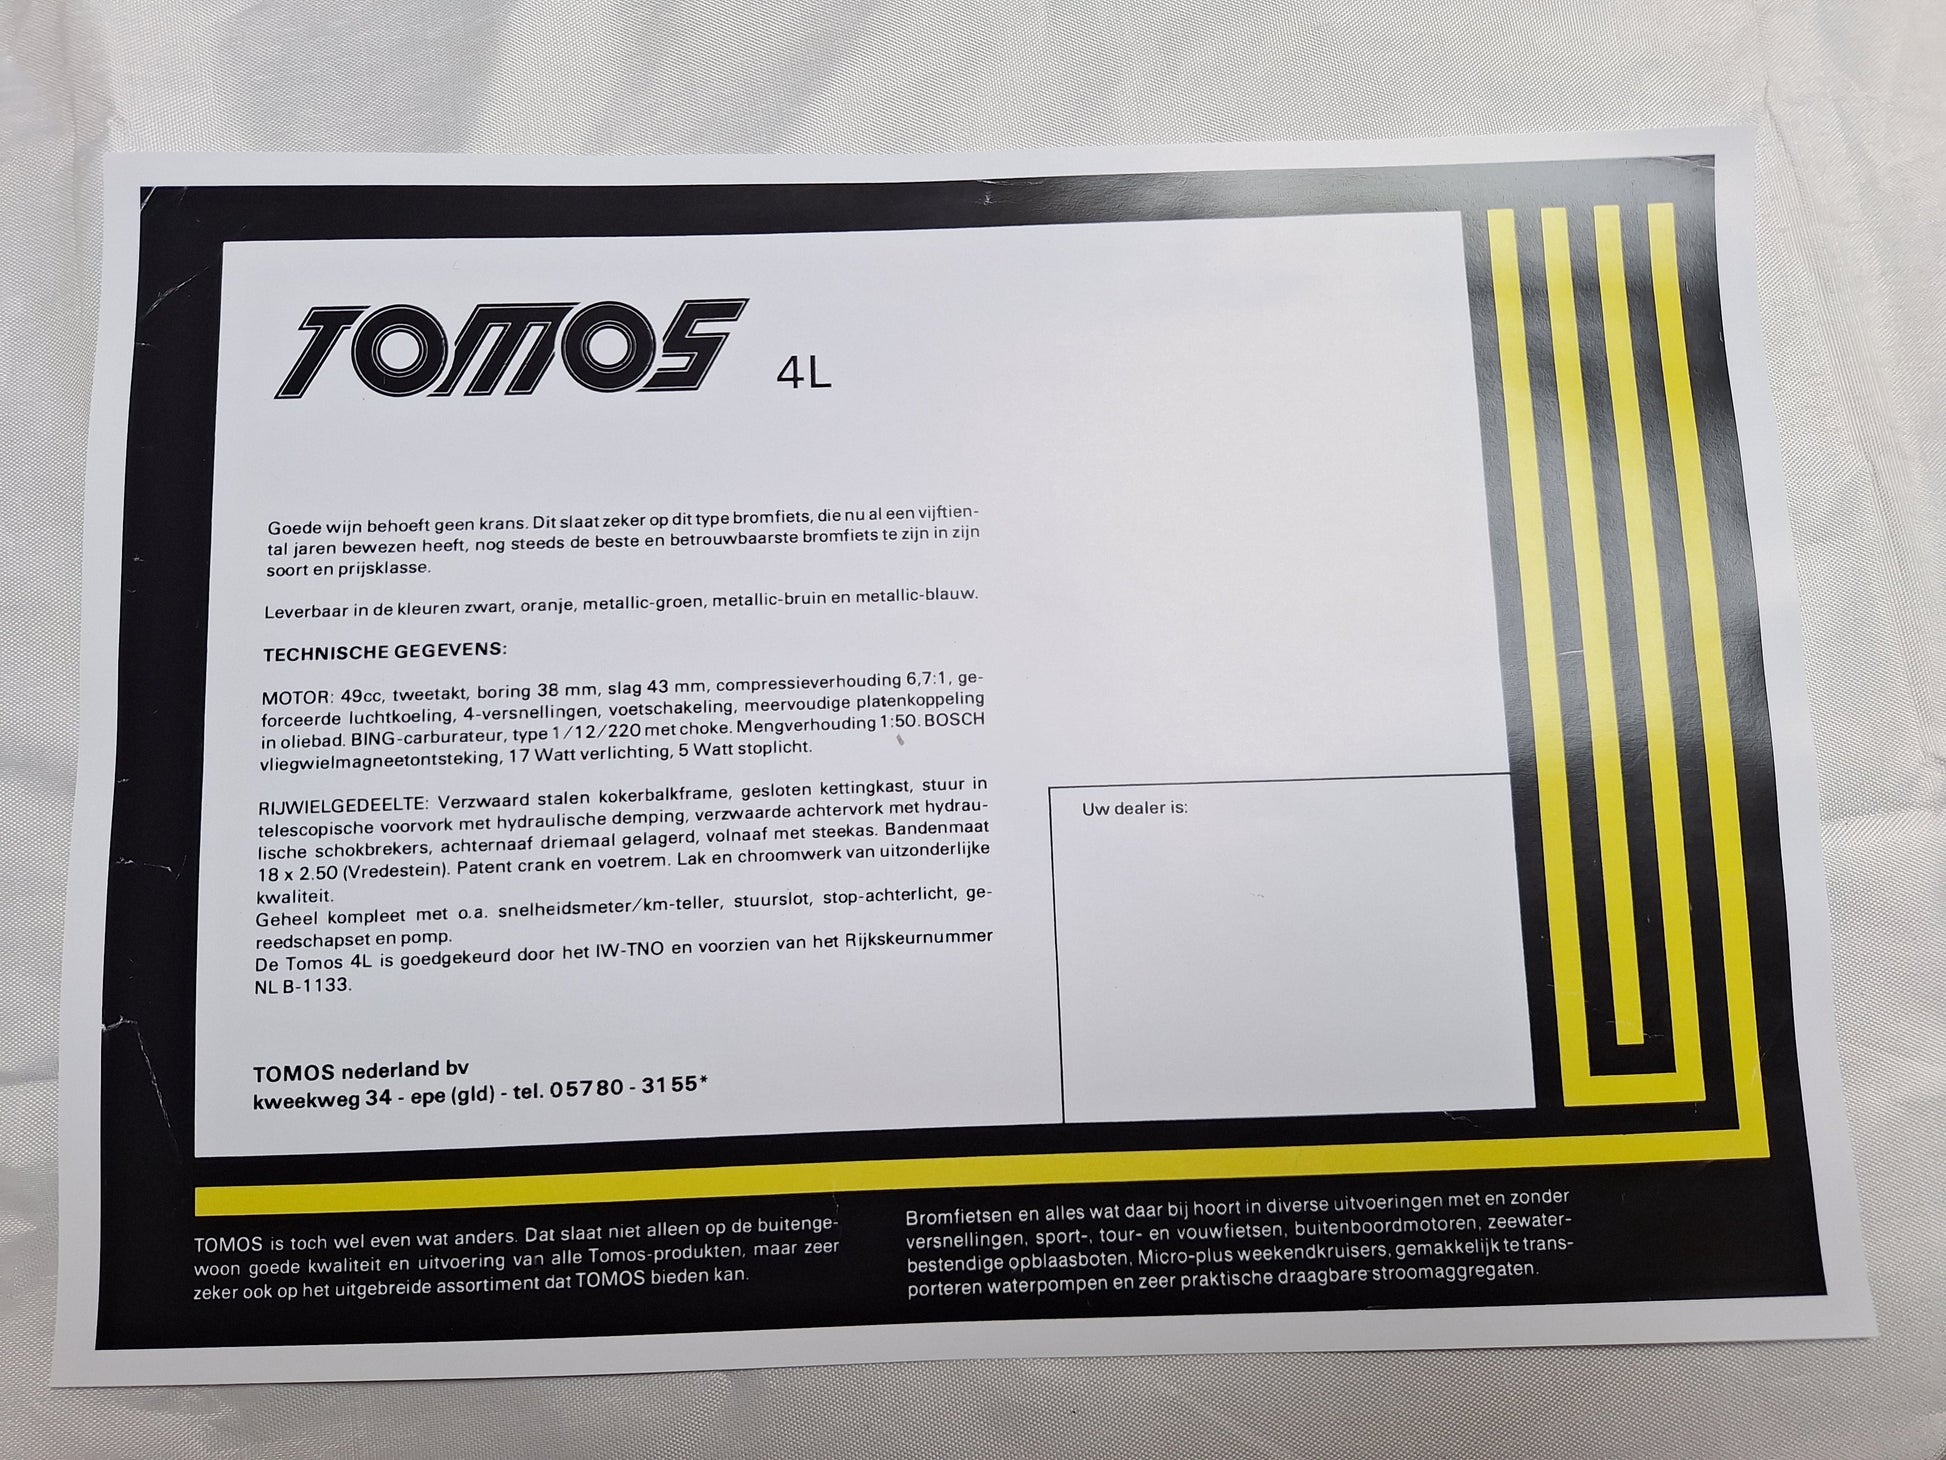 TOMOS 4L
Goede wijn behoeft geen krans. Dit slaat zeker op dit type bromfiets, die nu al een vijftien-
tal jaren bewezen heeft, nog steeds de beste en betrouwbaarste bromfiets te zijn in zijn
soort en prijsklasse.
Leverbaar in de kleuren zwart, oranje, metallic-groen, metallic-bruin en metallic-blauw.
TECHNISCHE GEGEVENS:
MOTOR: 49cc, tweetakt, boring 38 mm, slag 43 mm, compressieverhouding 6,7:1, ge-
forceerde luchtkoeling, 4-versnellingen, voetschakeling, meervoudige platenkoppeling
in oliebad. BING-carburateur, type 1/12/220 met choke. Mengverhouding 1:50. BOSCH
vliegwielmagneetontsteking, 17 Watt verlichting, 5 Watt stoplicht.
RIJWIELGEDEELTE: Verzwaard stalen kokerbalkframe, gesloten kettingkast, stuur in
telescopische voorvork met hydraulische demping, verzwaarde achtervork met hydrau-
lische schokbrekers, achternaaf driemaal gelagerd, volnaaf met steekas. Bandenmaat
18 x 2.50 (Vredestein). Patent crank en voetrem. Lak en chroomwerk van uitzonderlijke
kwaliteit.
Geheel kompleet met o.a. snelheidsmeter/km-teller, stuurslot, stop-achterlicht, ge-
reedschapset en pomp.
De Tomos 4L is goedgekeurd door het IW-TNO en voorzien van het Rijkskeurnummer
NL B-1133.
TOMOS nederland bv
kweekweg 34 - epe (gld) - tel. 05780 - 3155*
Uw dealer is:
TOMOS is toch wel even wat anders. Dat slaat niet alleen op de buitenge-
woon goede kwaliteit en uitvoering van alle Tomos-produkten, maar zeer
zeker ook op het uitgebreide assortiment dat TOMOS bieden kan.
Bromfietsen en alles wat daar bij hoort in diverse uitvoeringen met en zonder
versnellingen, sport-, tour- en vouwfietsen, buitenboordmotoren, zeewater-
bestendige opblaasboten, Micro-plus weekendkruisers, gemakkelijk te trans-
porteren waterpompen en zeer praktische draagbare stroomaggregaten.